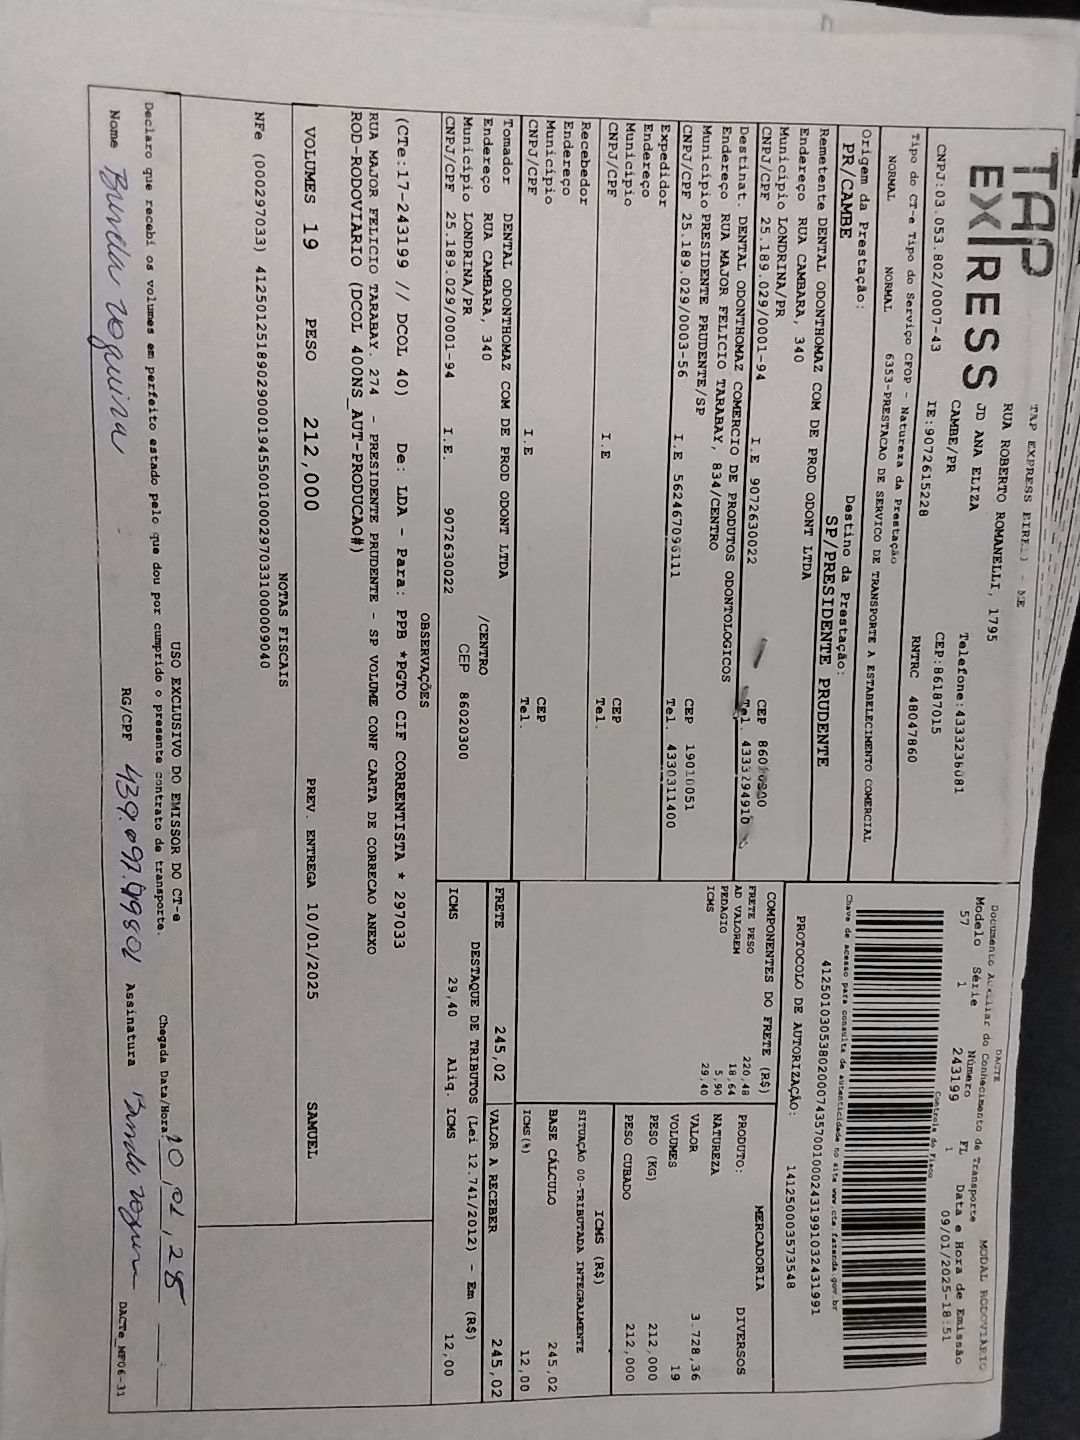 TAP EXPRESS
TAP EXPRESS EIRELI - ME
RUA ROBERTO ROMANELLI, 1795
JD ANA ELIZA
CAMBE/PR
Telefone:4333236081
CEP:86187015
CNPJ:03.053.802/0007-43
IE:9072615228
RNTRC 48047860
Tipo do CT-e Tipo do Serviço CFOP - Natureza da Prestação
NORMAL NORMAL 6353-PRESTACAO DE SERVICO DE TRANSPORTE A ESTABELECIMENTO COMERCIAL
Origem da Prestação: Destino da Prestação:
PR/CAMBE SP/PRESIDENTE PRUDENTE
DACTE MODAL RODOVIARIO
Documento Auxiliar do Conhecimento de Transporte
Modelo Série Número FL Data e Hora de Emissão
57 1 243199 1 09/01/2025-18:51
Controle do Fisco
Chave de acesso para consulta de autenticidade no site www.cte.fazenda.gov.br
41250103053802000743570010002431991032431991
PROTOCOLO DE AUTORIZAÇÃO: 141250003573548
Remetente DENTAL ODONTHOMAZ COM DE PROD ODONT LTDA
Endereço RUA CAMBARA, 340
Município LONDRINA/PR CEP
CNPJ/CPF 25.189.029/0001-94 I.E 9072630022 Tel. 4333294910
Destinat. DENTAL ODONTHOMAZ COMERCIO DE PRODUTOS ODONTOLOGICOS
Endereço RUA MAJOR FELICIO TARABAY, 834/CENTRO
Município PRESIDENTE PRUDENTE/SP CEP 19010051
CNPJ/CPF 25.189.029/0003-56 I.E 562467096111 Tel. 4330311400
Expedidor
Endereço
Município CEP
CNPJ/CPF I.E Tel.
Recebedor
Endereço
Município CEP
CNPJ/CPF I.E Tel.
Tomador DENTAL ODONTHOMAZ COM DE PROD ODONT LTDA
Endereço RUA CAMBARA, 340 /CENTRO
Município LONDRINA/PR CEP 86020300
CNPJ/CPF 25.189.029/0001-94 I.E. 9072630022
COMPONENTES DO FRETE (R$)
FRETE PESO 220,48
AD VALOREM 18,64
PEDAGIO 5,90
ICMS 29,40
MERCADORIA
PRODUTO: DIVERSOS
NATUREZA
VALOR 3.728,36
VOLUMES 19
PESO (KG) 212,000
PESO CUBADO 212,000
ICMS (R$)
SITUAÇÃO 00-TRIBUTADA INTEGRALMENTE
BASE CÁLCULO 245,02
ICMS(%) 12,00
FRETE 245,02 VALOR A RECEBER 245,02
DESTAQUE DE TRIBUTOS (Lei 12.741/2012) - Em (R$)
ICMS 29,40 Aliq. ICMS 12,00
OBSERVAÇÕES
(CTe:17-243199 // DCOL 40) De: LDA - Para: PPB *PGTO CIF CORRENTISTA * 297033
RUA MAJOR FELICIO TARABAY. 274 - PRESIDENTE PRUDENTE - SP VOLUME CONF CARTA DE CORRECAO ANEXO
ROD-RODOVIARIO (DCOL 400NS_AUT-PRODUCAO#)
VOLUMES 19 PESO 212,000 PREV. ENTREGA 10/01/2025 SAMUEL
NOTAS FISCAIS
NFe (000297033) 41250125189029000194550010002970331000009040
USO EXCLUSIVO DO EMISSOR DO CT-e
Declaro que recebi os volumes em perfeito estado pelo que dou por cumprido o presente contrato de transporte. Chegada Data/Hora: 10,01,25
Nome RG/CPF Assinatura
DACTe_MF06-31